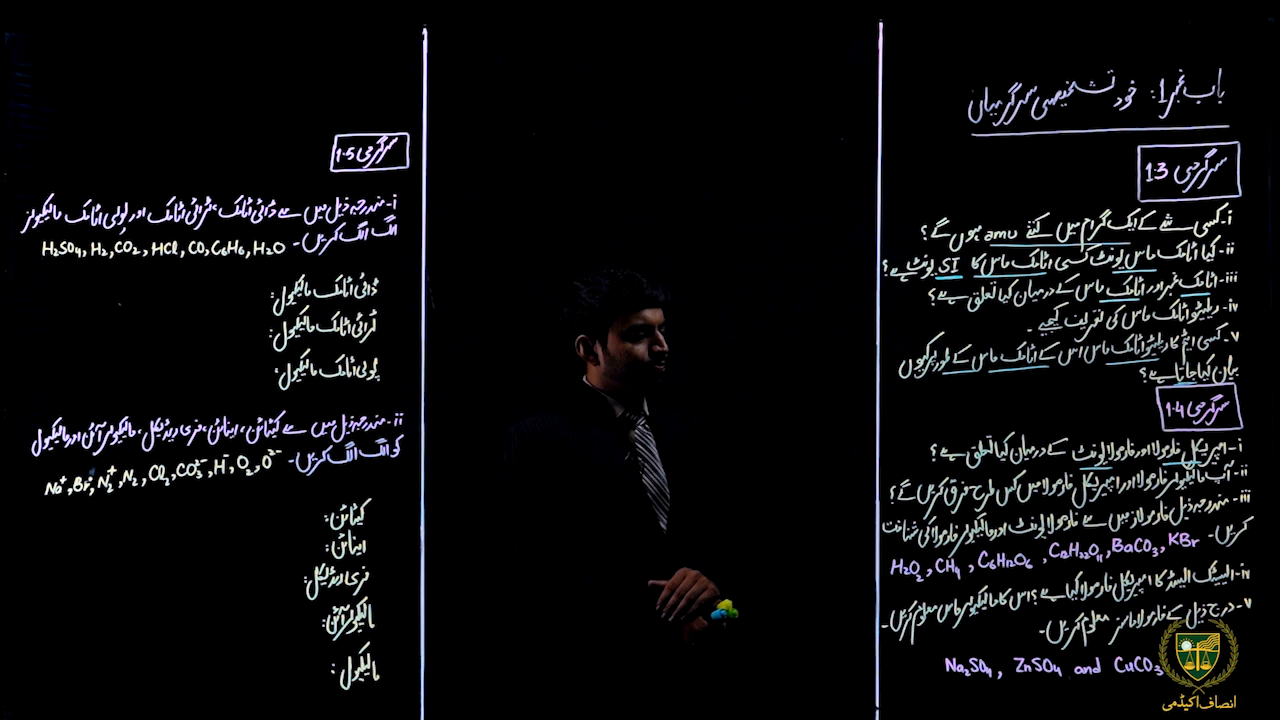 باب نمبر 1: خود تشخیصی سرگرمیاں
سرگرمی 1.3
i- کسی شے کے ایک گرام میں کتنے amu ہوں گے؟
ii- کیا اٹامک ماس یونٹ کسی اٹامک ماس کا SI یونٹ ہے؟
iii- اٹامک نمبر اور اٹامک ماس کے درمیان کیا تعلق ہے؟
iv- ریلیٹو اٹامک ماس کی تعریف کیجیے۔
v- کسی ایٹم کا ریلیٹو اٹامک ماس اس کے اٹامک ماس کے طور پر کیوں
بیان کیا جاتا ہے؟
سرگرمی 1.4
i- امپیریکل فارمولا اور فارمولا یونٹ کے درمیان کیا تعلق ہے؟
ii- آپ مالیکیولر فارمولا اور امپیریکل فارمولا میں کس طرح فرق کریں گے؟
iii- مندرجہ ذیل فارمولاز میں سے فارمولا یونٹ اور مالیکیولر فارمولا کی شناخت
کریں۔ H₂O₂, CH₄, C₆H₁₂O₆, C₁₂H₂₂O₁₁, BaCO₃, KBr
iv- ایسیٹک ایسڈ کا امپیریکل فارمولا کیا ہے؟ اس کا مالیکیولر ماس معلوم کریں۔
v- درج ذیل کے فارمولا ماسز معلوم کریں۔
Na₂SO₄, ZnSO₄ and CuCO₃
انصاف اکیڈمی
سرگرمی 1.5
i- مندرجہ ذیل میں سے ڈائی اٹامک، ٹرائی اٹامک اور پولی اٹامک مالیکیولز
الگ الگ کریں۔ H₂SO₄, H₂, CO₂, HCl, CO, C₆H₆, H₂O
ڈائی اٹامک مالیکیول:
ٹرائی اٹامک مالیکیول:
پولی اٹامک مالیکیول:
ii- مندرجہ ذیل میں سے کیٹائن، اینائن، فری ریڈیکل، مالیکیولر آئن اور مالیکیول
کو الگ الگ کریں۔ Na⁺, Br⁻, N₂⁺, N₂, Cl₂, CO₃²⁻, H⁻, O₂, O²⁻
کیٹائن:
اینائن:
فری ریڈیکل:
مالیکیولر آئن:
مالیکیول: